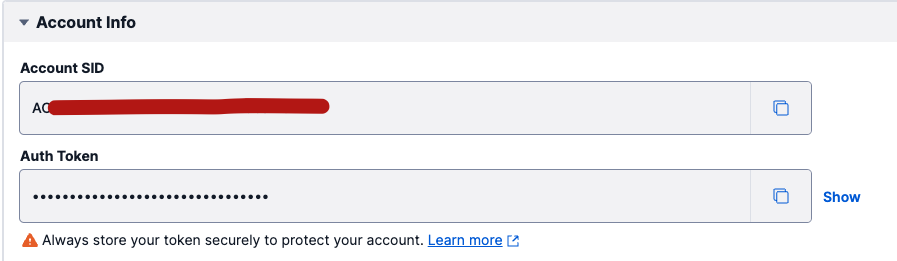 Account Info
Account SID
AC
Auth Token
••••••••••••••••••••••••••••••••
Show
Always store your token securely to protect your account. Learn more